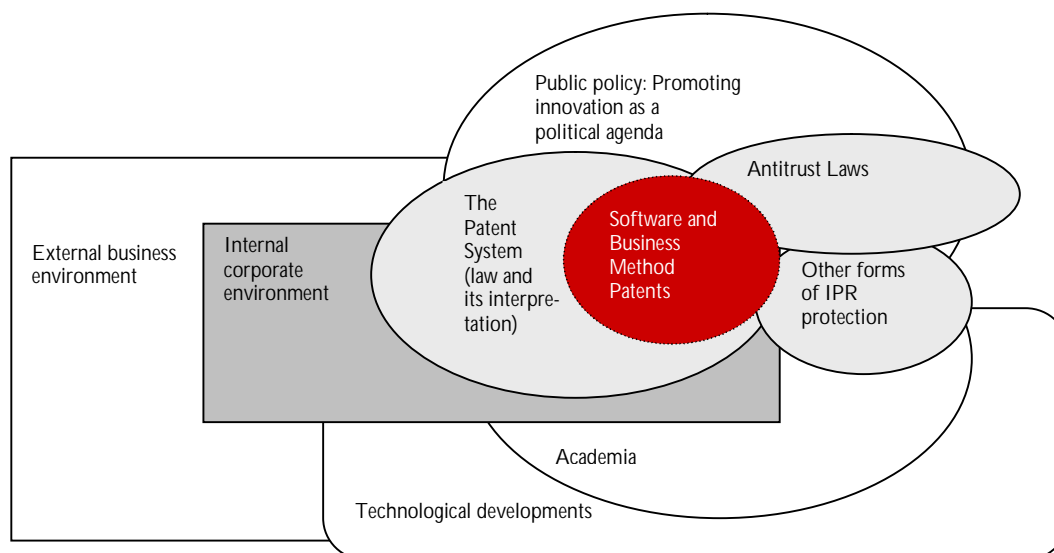 Public policy: Promoting
innovation as a
political agenda
Antitrust Laws
The
Patent
System
(law and
its interpre-
tation)
Software and
Business
Method
Patents
External business
environment
Internal
corporate
environment
Other forms
of IPR
protection
Academia
Technological developments